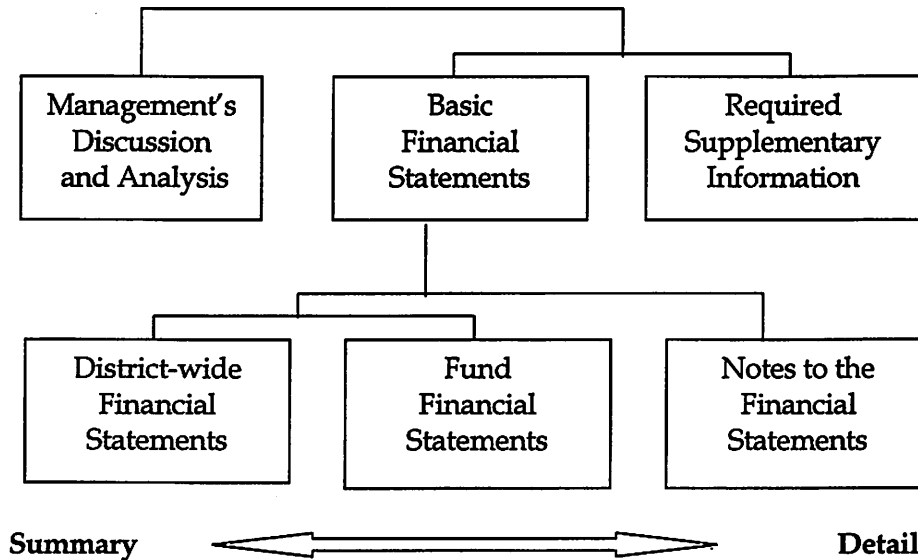 Management's
Discussion
and Analysis
Basic
Financial
Statements
Required
Supplementary
Information
District-wide
Financial
Statements
Fund
Financial
Statements
Notes to the
Financial
Statements
Summary
Detail